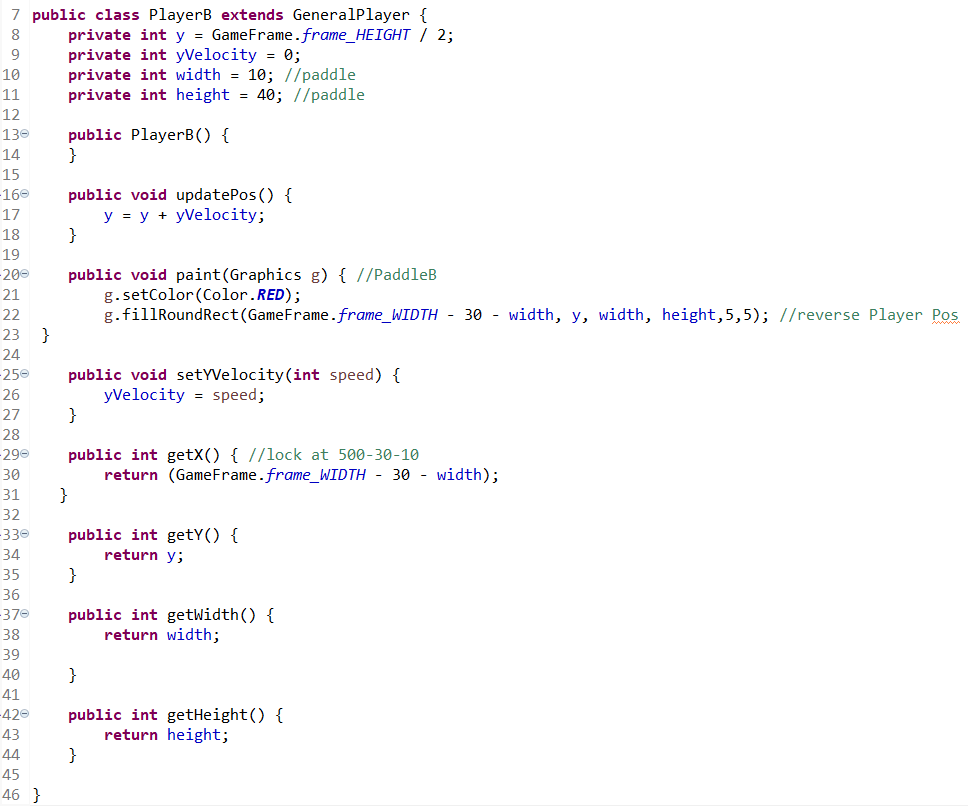 7 public class PlayerB extends GeneralPlayer {
8     private int y = GameFrame.frame_HEIGHT / 2;
9     private int yVelocity = 0;
10     private int width = 10; //paddle
11     private int height = 40; //paddle
12
13     public PlayerB() {
14     }
15
16     public void updatePos() {
17         y = y + yVelocity;
18     }
19
20     public void paint(Graphics g) { //PaddleB
21         g.setColor(Color.RED);
22         g.fillRoundRect(GameFrame.frame_WIDTH - 30 - width, y, width, height,5,5); //reverse Player Pos
23  }
24
25     public void setYVelocity(int speed) {
26         yVelocity = speed;
27     }
28
29     public int getX() { //lock at 500-30-10
30         return (GameFrame.frame_WIDTH - 30 - width);
31    }
32
33     public int getY() {
34         return y;
35     }
36
37     public int getWidth() {
38         return width;
39
40     }
41
42     public int getHeight() {
43         return height;
44     }
45
46 }